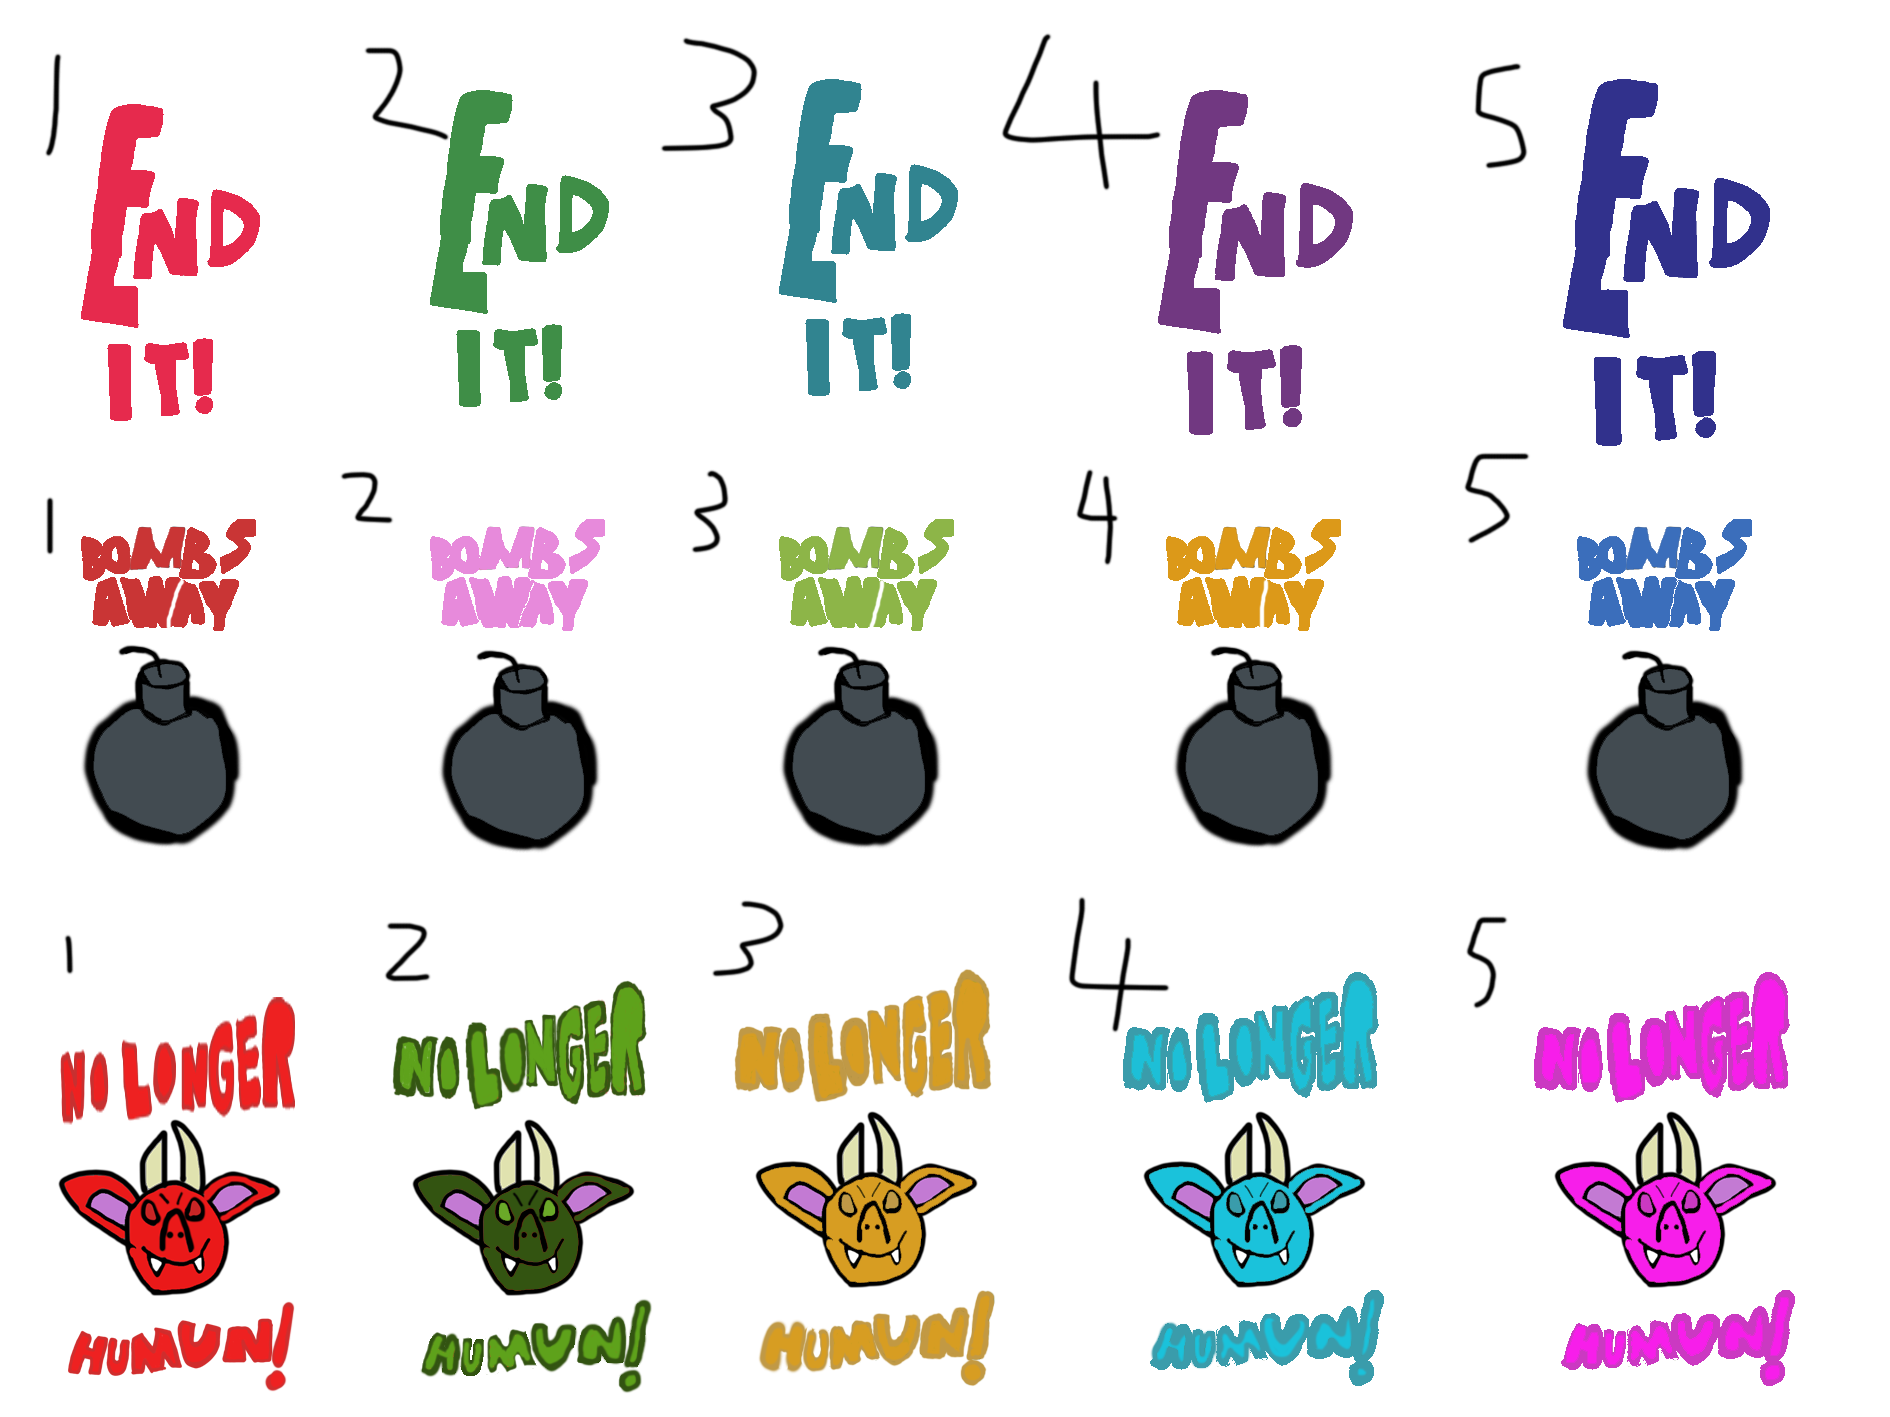 1 2 3 4 5
END END END END END
IT! IT! IT! IT! IT!
1 2 3 4 5
BOMBS BOMBS BOMBS BOMBS BOMBS
AWAY AWAY AWAY AWAY AWAY
1 2 3 4 5
NO LONGER NO LONGER NO LONGER NO LONGER NO LONGER
HUMUN! HUMUN! HUMUN! HUMUN! HUMUN!